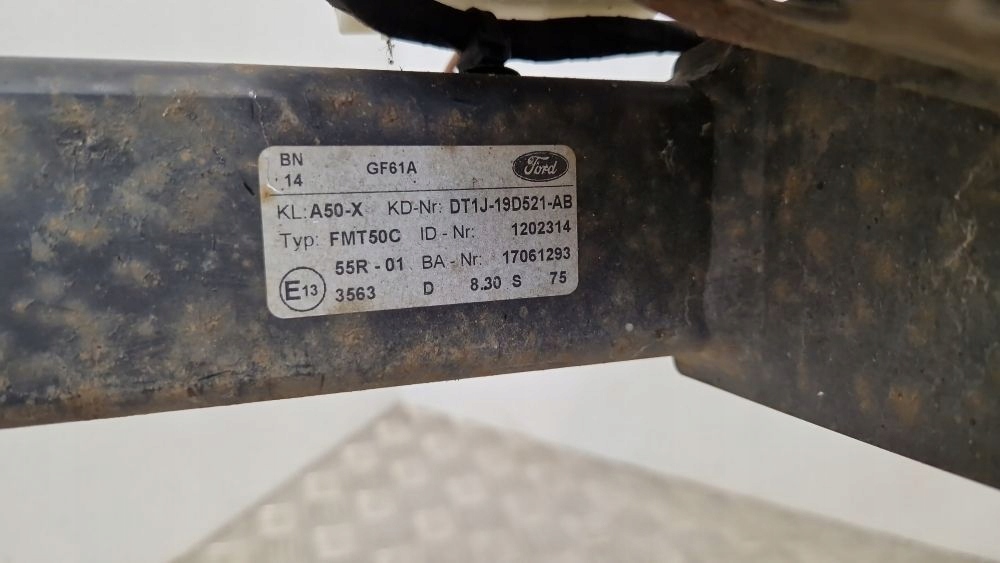 BN GF61A Ford
14
KL: A50-X KD-Nr: DT1J-19D521-AB
Typ: FMT50C ID - Nr: 1202314
55R - 01 BA - Nr: 17061293
E13 3563 D 8.30 S 75